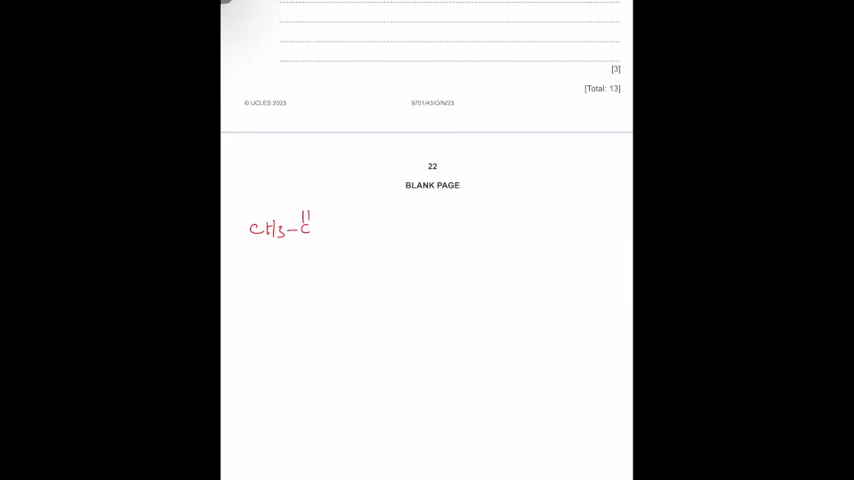 [3]
[Total: 13]
© UCLES 2023 9701/43/O/N/23
22
BLANK PAGE
CH3-C